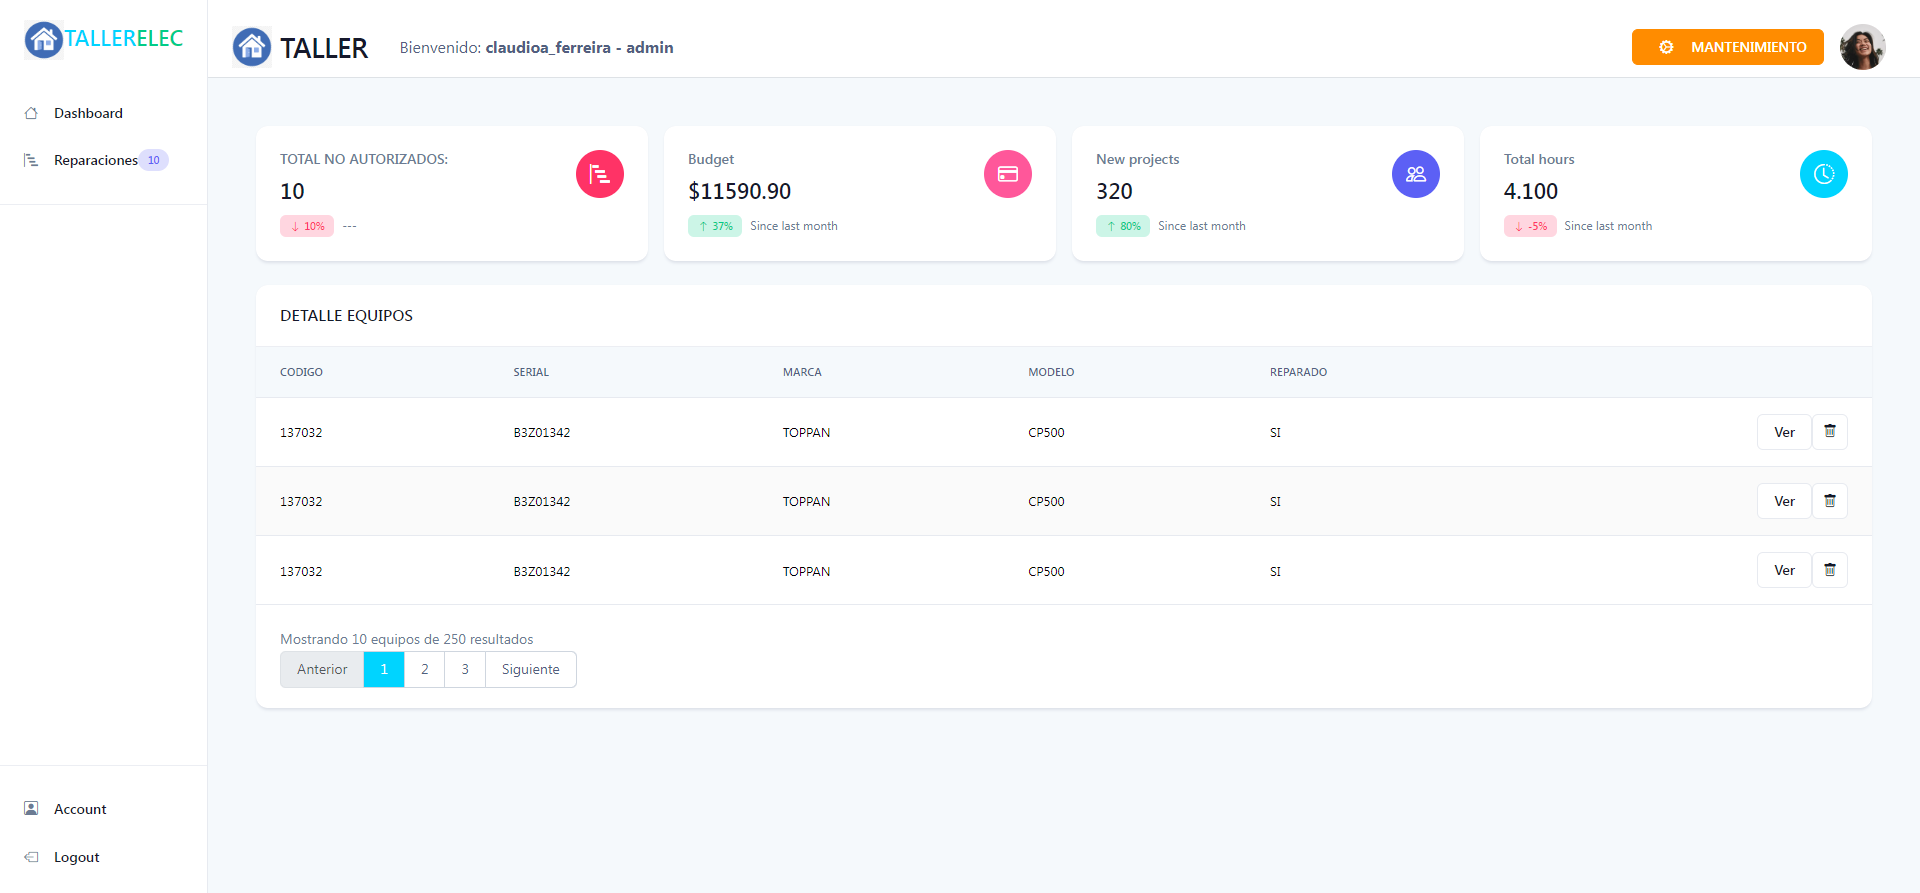 TALLERELEC
Dashboard
Reparaciones 10
Account
Logout
TALLER
Bienvenido: claudioa_ferreira - admin
MANTENIMIENTO
TOTAL NO AUTORIZADOS:
10
↓ 10% ---
Budget
$11590.90
↑ 37% Since last month
New projects
320
↑ 80% Since last month
Total hours
4.100
↓ -5% Since last month
DETALLE EQUIPOS
CODIGO SERIAL MARCA MODELO REPARADO
137032 B3Z01342 TOPPAN CP500 SI Ver
137032 B3Z01342 TOPPAN CP500 SI Ver
137032 B3Z01342 TOPPAN CP500 SI Ver
Mostrando 10 equipos de 250 resultados
Anterior 1 2 3 Siguiente